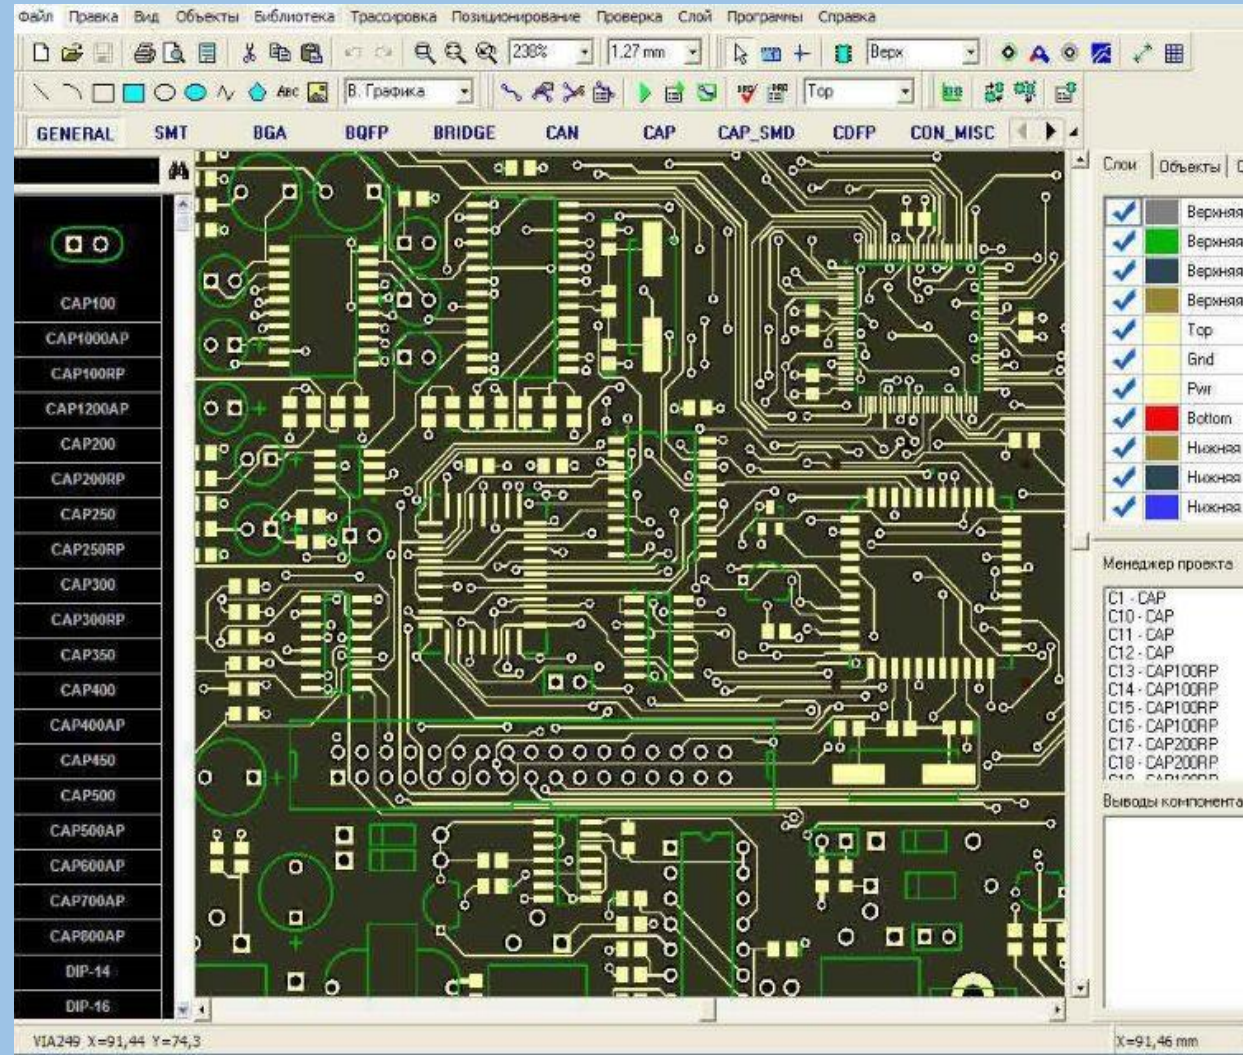 Файл Правка Вид Объекты Библиотека Трассировка Позиционирование Проверка Слой Программы Справка
238% 1.27 mm Верх
ABC В. Графика Top
GENERAL SMT BGA BQFP BRIDGE CAN CAP CAP_SMD CDFP CON_MISC
CAP100
CAP1000AP
CAP100RP
CAP1200AP
CAP200
CAP200RP
CAP250
CAP250RP
CAP300
CAP300RP
CAP350
CAP400
CAP400AP
CAP450
CAP500
CAP500AP
CAP600AP
CAP700AP
CAP800AP
DIP-14
DIP-16
Слои Объекты
Верхняя
Верхняя
Верхняя
Верхняя
Top
Gnd
Pwr
Bottom
Нижняя
Нижняя
Нижняя
Менеджер проекта
C1 - CAP
C10 - CAP
C11 - CAP
C12 - CAP
C13 - CAP100RP
C14 - CAP100RP
C15 - CAP100RP
C16 - CAP100RP
C17 - CAP200RP
C18 - CAP200RP
Выводы компонента
VIA249 X=91,44 Y=74,3
X=91,46 mm